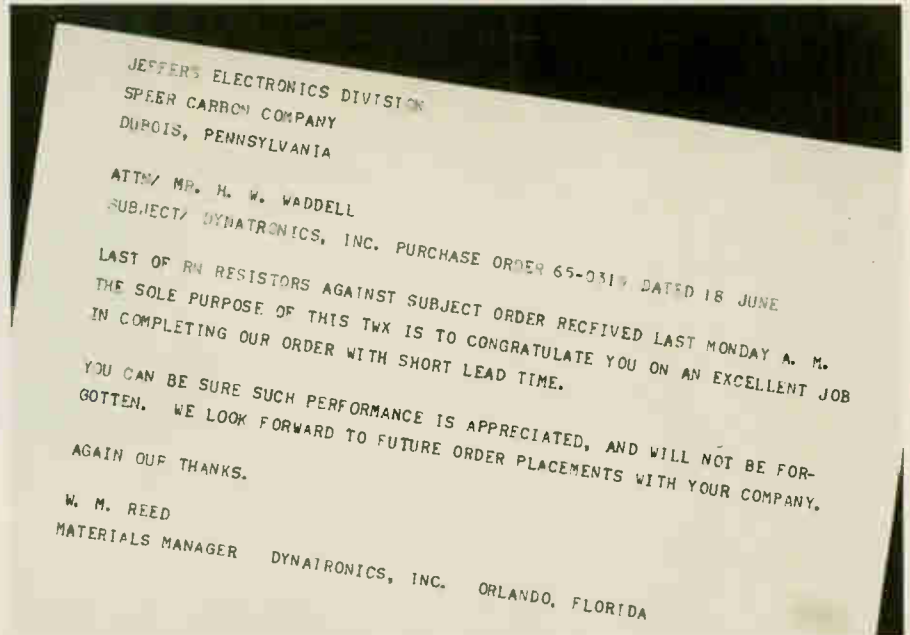 JEFFERS ELECTRONICS DIVISION
SPEER CARBON COMPANY
DUBOIS, PENNSYLVANIA
ATTN/ MR. H. W. WADDELL
SUBJECT/ DYNATRONICS, INC. PURCHASE ORDER DATED 18 JUNE
LAST OF RN RESISTORS AGAINST SUBJECT ORDER RECFIVED LAST MONDAY A. M.
THE SOLE PURPOSE OF THIS TWX IS TO CONGRATULATE YOU ON AN EXCELLENT JOB
IN COMPLETING OUR ORDER WITH SHORT LEAD TIME.
YOU CAN BE SURE SUCH PERFORMANCE IS APPRECIATED, AND WILL NOT BE FOR-
GOTTEN. WE LOOK FORWARD TO FUTURE ORDER PLACEMENTS WITH YOUR COMPANY.
AGAIN OUR THANKS.
W. M. REED
MATERIALS MANAGER DYNATRONICS, INC. ORLANDO, FLORIDA